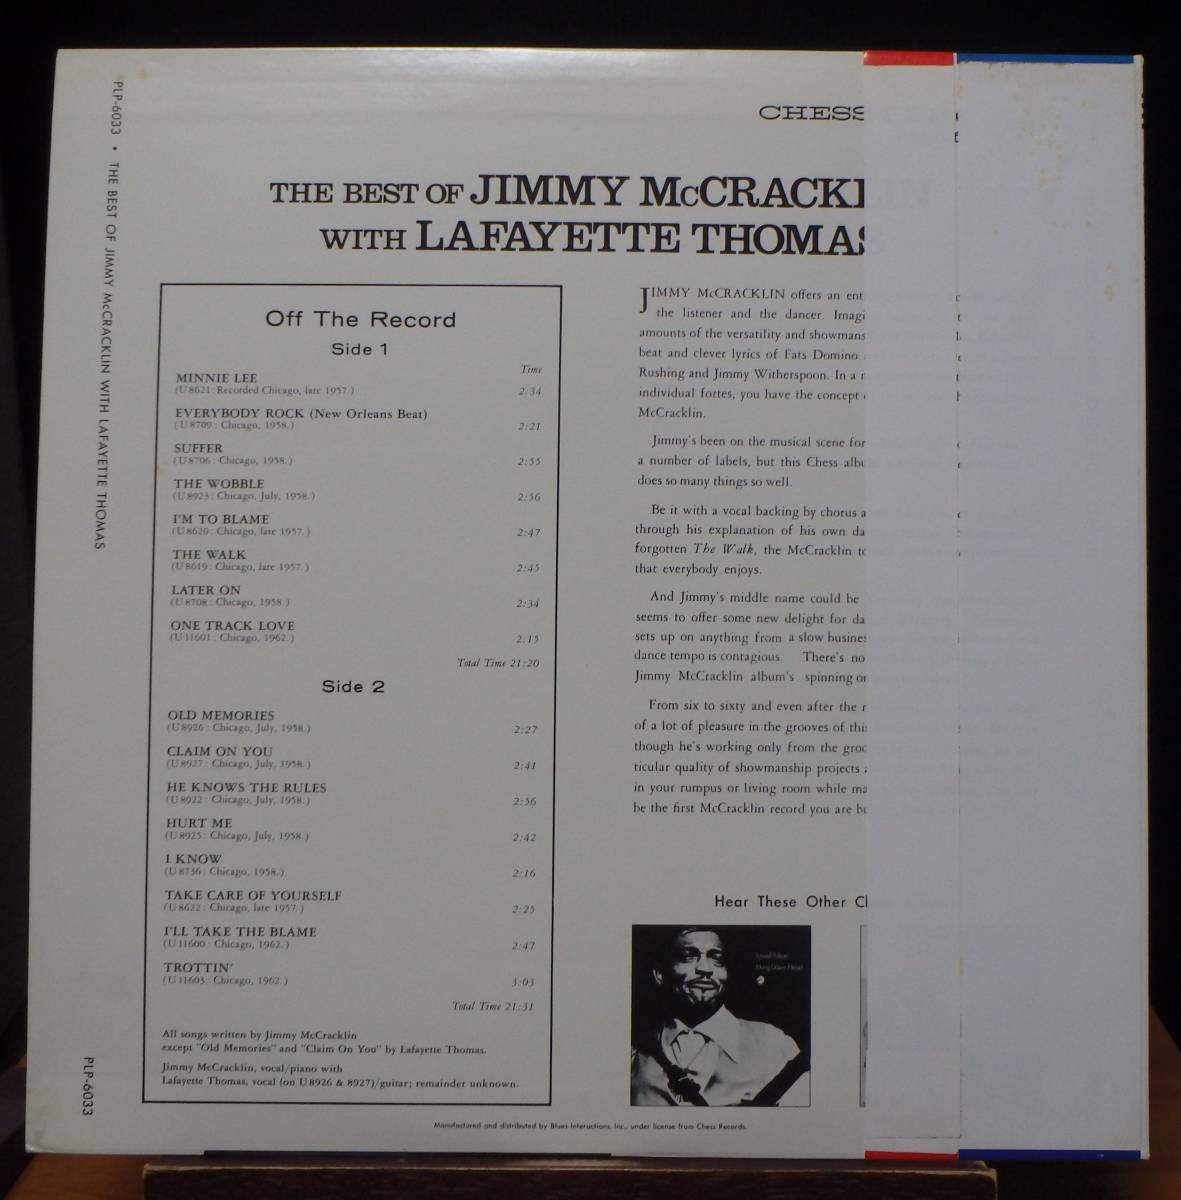 CHESS
THE BEST OF JIMMY McCRACKL
WITH LAFAYETTE THOMAS
PLP-6033 • THE BEST OF JIMMY McCRACKLIN WITH LAFAYETTE THOMAS
PLP-6033
Off The Record
Side 1
Time
MINNIE LEE
(U 8621: Recorded Chicago, late 1957.) 2:34
EVERYBODY ROCK (New Orleans Beat)
(U 8709: Chicago, 1958.) 2:21
SUFFER
(U 8706: Chicago, 1958.) 2:35
THE WOBBLE
(U 8923: Chicago, July, 1958.) 2:56
I'M TO BLAME
(U 8620: Chicago, late 1957.) 2:47
THE WALK
(U 8619: Chicago, late 1957.) 2:45
LATER ON
(U 8708: Chicago, 1958.) 2:34
ONE TRACK LOVE
(U 11601: Chicago, 1962.) 2:15
Total Time 21:20
Side 2
OLD MEMORIES
(U 8926: Chicago, July, 1958.) 2:27
CLAIM ON YOU
(U 8927: Chicago, July, 1958.) 2:41
HE KNOWS THE RULES
(U 8922: Chicago, July, 1958.) 2:56
HURT ME
(U 8925: Chicago, July, 1958.) 2:42
I KNOW
(U 8736: Chicago, 1958.) 2:16
TAKE CARE OF YOURSELF
(U 8622: Chicago, late 1957.) 2:25
I'LL TAKE THE BLAME
(U 11600: Chicago, 1962.) 2:47
TROTTIN'
(U 11603: Chicago, 1962.) 3:03
Total Time 21:31
All songs written by Jimmy McCracklin
except "Old Memories" and "Claim On You" by Lafayette Thomas.
Jimmy McCracklin, vocal/piano with
Lafayette Thomas, vocal (on U 8926 & 8927)/guitar; remainder unknown.
JIMMY McCRACKLIN offers an ent
the listener and the dancer. Imagi
amounts of the versatility and showmans
beat and clever lyrics of Fats Domino
Rushing and Jimmy Witherspoon. In a r
individual fortes, you have the concept
McCracklin.
Jimmy's been on the musical scene for
a number of labels, but this Chess albu
does so many things so well.
Be it with a vocal backing by chorus a
through his explanation of his own da
forgotten The Walk, the McCracklin to
that everybody enjoys.
And Jimmy's middle name could be
seems to offer some new delight for da
sets up on anything from a slow busines
dance tempo is contagious. There's no
Jimmy McCracklin album's spinning on
From six to sixty and even after the r
of a lot of pleasure in the grooves of this
though he's working only from the groo
ticular quality of showmanship projects a
in your rumpus or living room while ma
be the first McCracklin record you are bu
Hear These Other Ch
Lowell Fulson
Hung Down Head
Manufactured and distributed by Blues Interactions, Inc., under license from Chess Records.